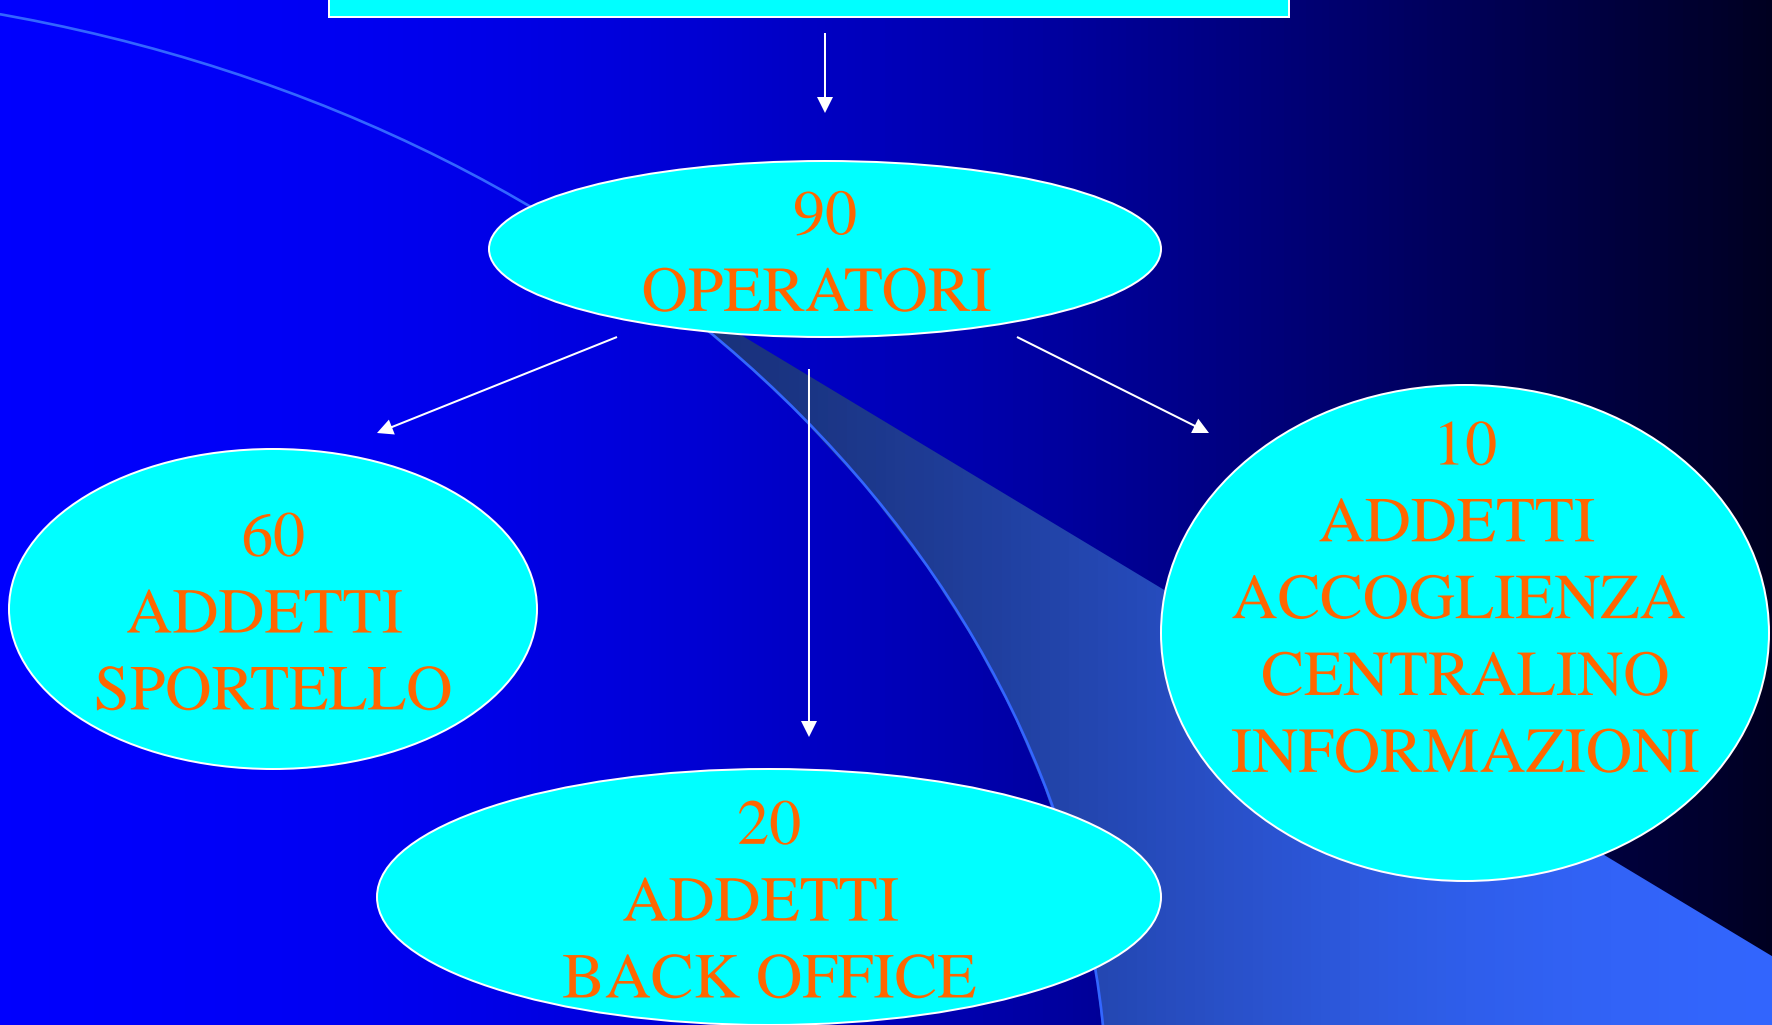 90
OPERATORI
60
ADDETTI
SPORTELLO
10
ADDETTI
ACCOGLIENZA
CENTRALINO
INFORMAZIONI
20
ADDETTI
BACK OFFICE